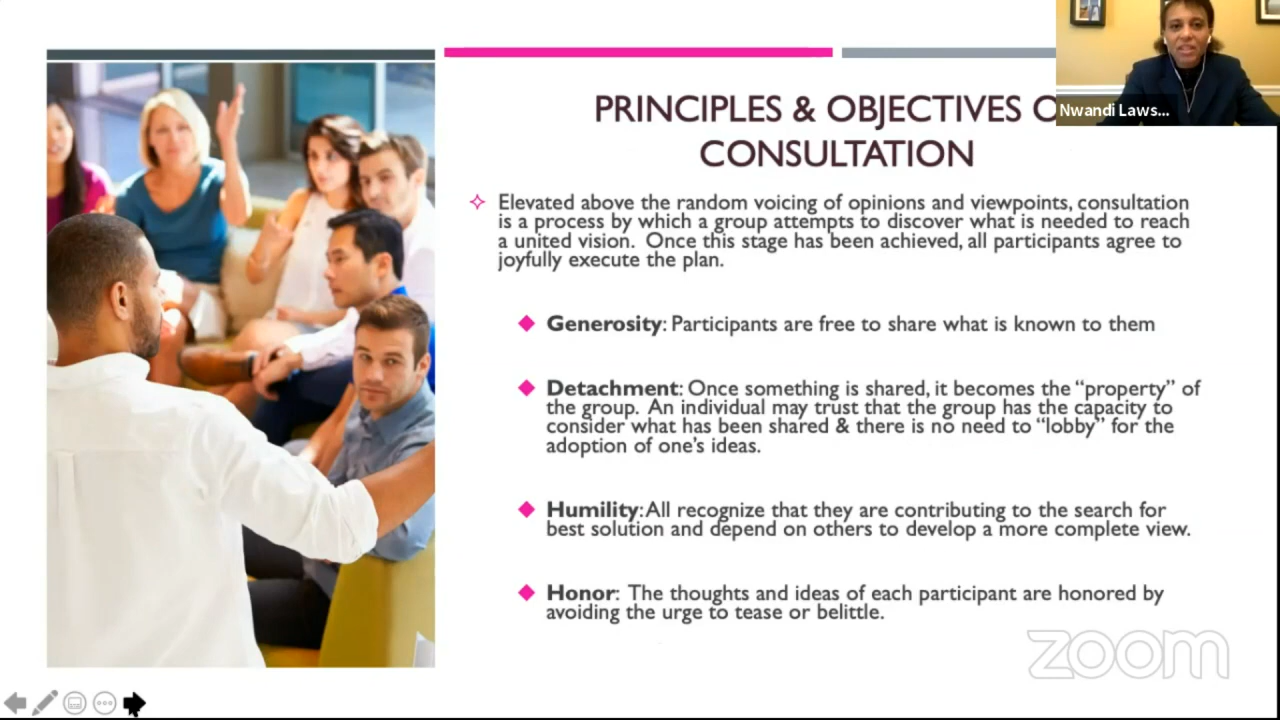 PRINCIPLES & OBJECTIVES O
CONSULTATION
Nwandi Laws...
Elevated above the random voicing of opinions and viewpoints, consultation
is a process by which a group attempts to discover what is needed to reach
a united vision. Once this stage has been achieved, all participants agree to
joyfully execute the plan.
Generosity: Participants are free to share what is known to them
Detachment: Once something is shared, it becomes the “property” of
the group. An individual may trust that the group has the capacity to
consider what has been shared & there is no need to “lobby” for the
adoption of one’s ideas.
Humility: All recognize that they are contributing to the search for
best solution and depend on others to develop a more complete view.
Honor: The thoughts and ideas of each participant are honored by
avoiding the urge to tease or belittle.
zoom